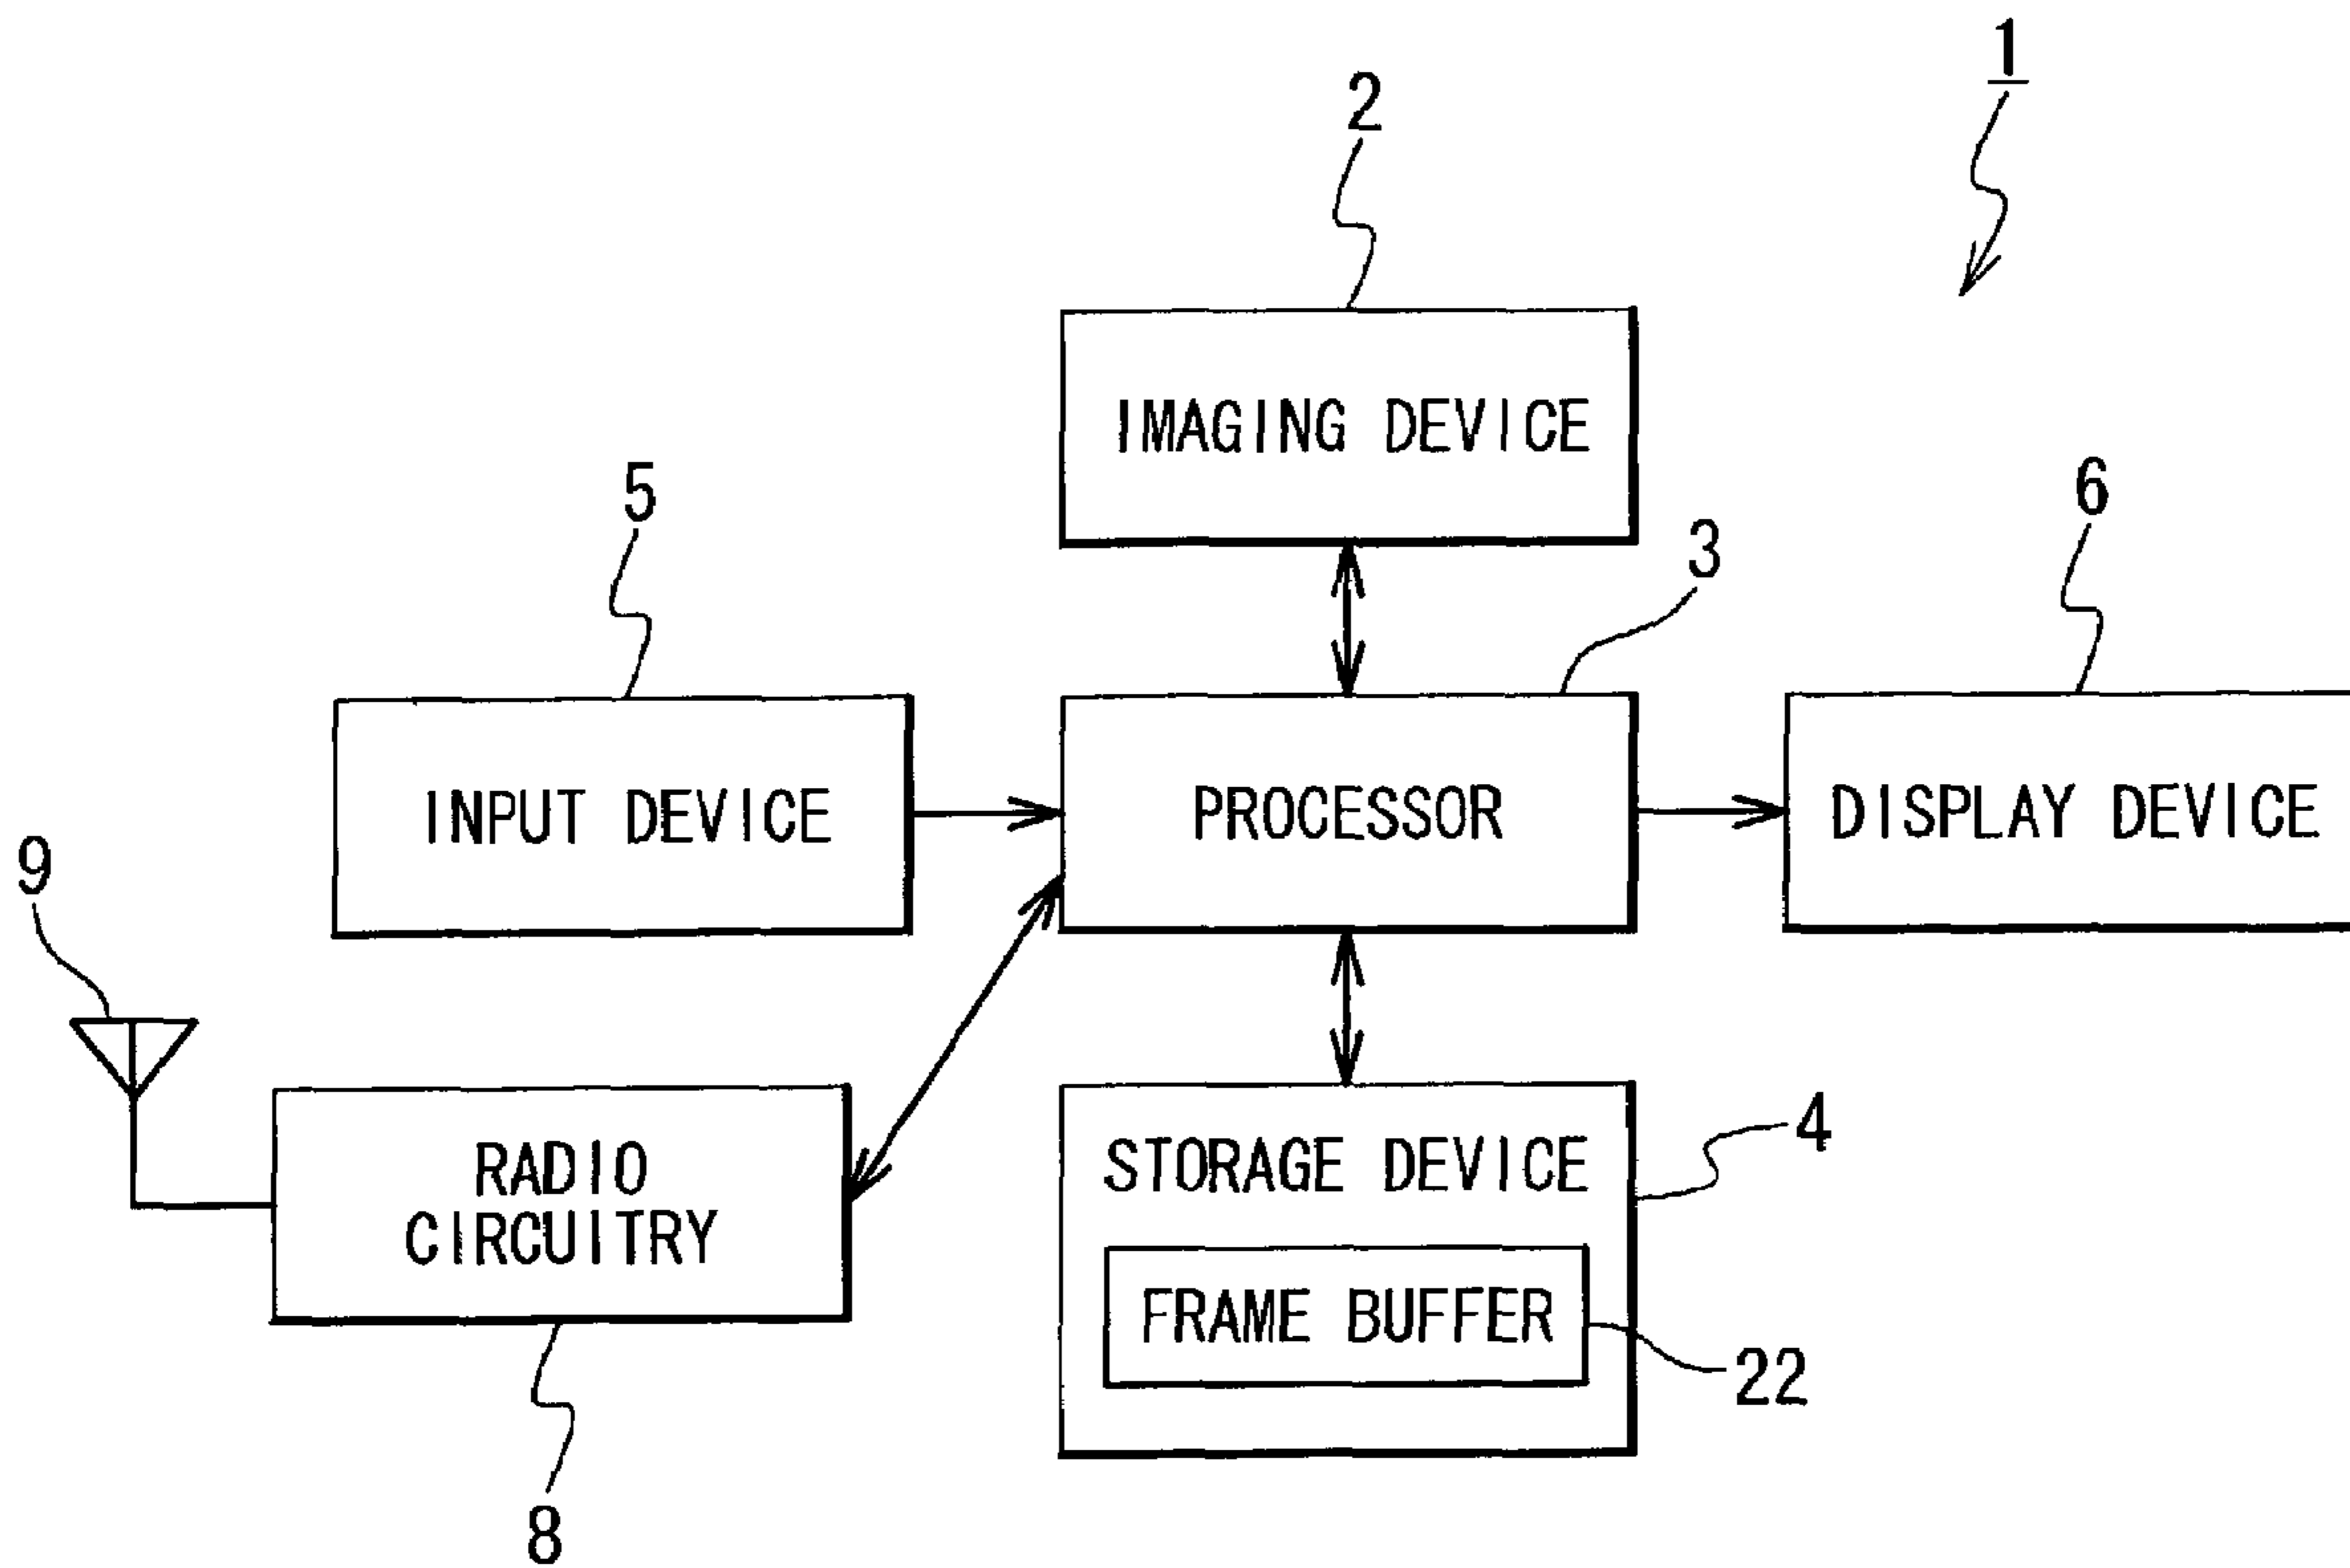 1
2
IMAGING DEVICE
5
3
6
INPUT DEVICE
PROCESSOR
DISPLAY DEVICE
9
RADIO
CIRCUITRY
STORAGE DEVICE
4
FRAME BUFFER
22
8